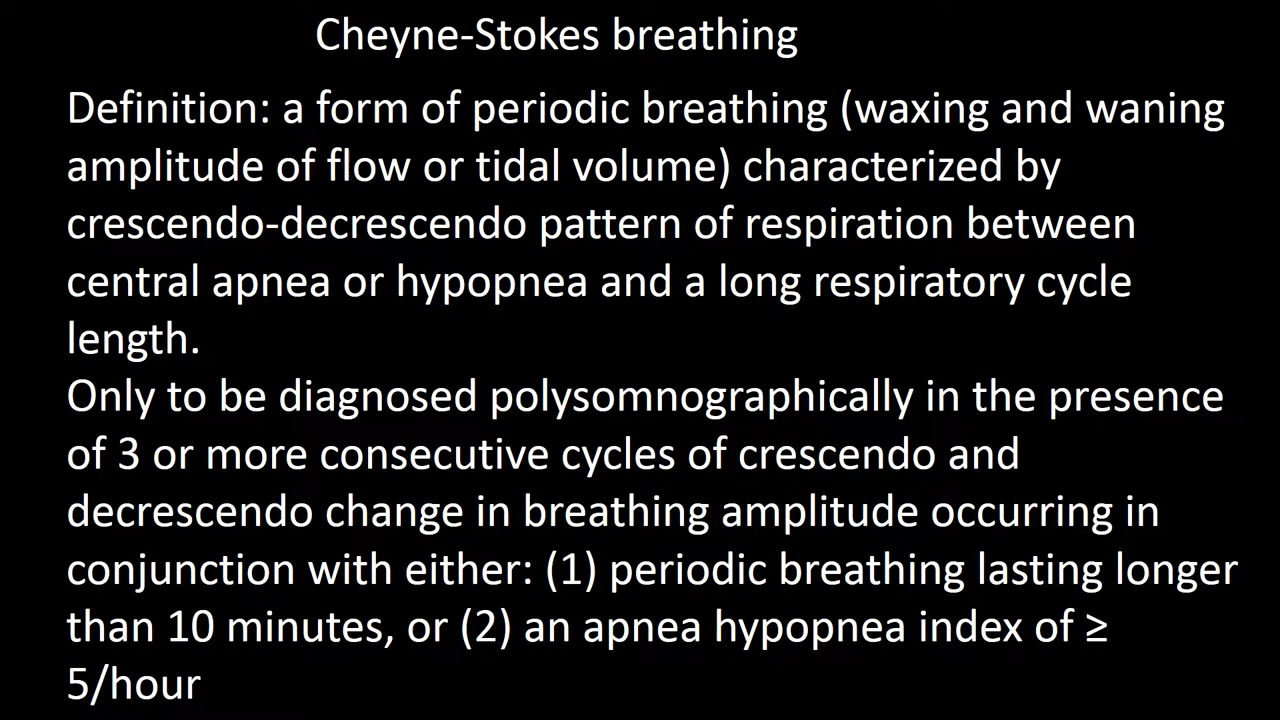 Cheyne-Stokes breathing
Definition: a form of periodic breathing (waxing and waning
amplitude of flow or tidal volume) characterized by
crescendo-decrescendo pattern of respiration between
central apnea or hypopnea and a long respiratory cycle
length.
Only to be diagnosed polysomnographically in the presence
of 3 or more consecutive cycles of crescendo and
decrescendo change in breathing amplitude occurring in
conjunction with either: (1) periodic breathing lasting longer
than 10 minutes, or (2) an apnea hypopnea index of ≥
5/hour